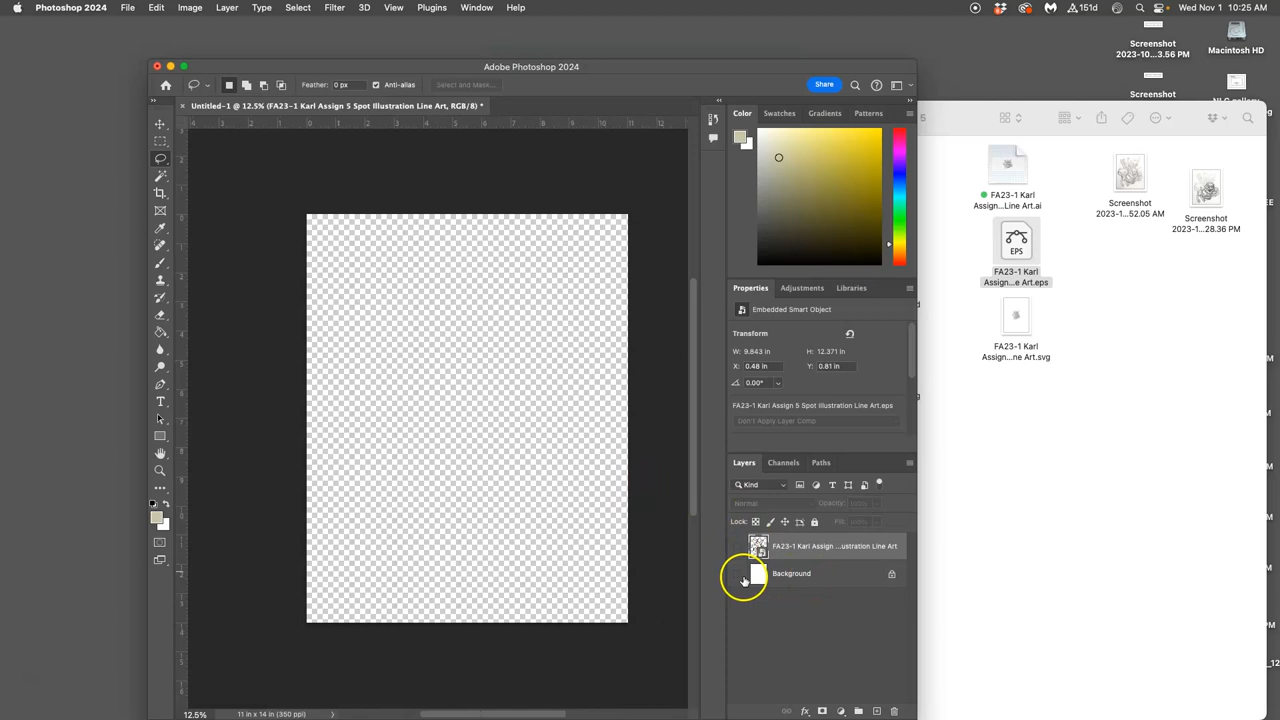 Photoshop 2024 File Edit Image Layer Type Select Filter 3D View Plugins Window Help
151d Wed Nov 1 10:25 AM
Screenshot
2023-10...3.56 PM
Macintosh HD
Screenshot
Adobe Photoshop 2024
Feather: 0 px Anti-alias Select and Mask... Share
Untitled-1 @ 12.5% (FA23-1 Karl Assign 5 Spot Illustration Line Art, RGB/8) *
Color Swatches Gradients Patterns
Properties Adjustments Libraries
Embedded Smart Object
Transform
W: 9.843 in H: 12.371 in
X: 0.48 in Y: 0.81 in
0.00°
FA23-1 Karl Assign 5 Spot Illustration Line Art.eps
Don't Apply Layer Comp
Layers Channels Paths
Kind
Normal Opacity:
Lock: Fill:
FA23-1 Karl Assign ...ustration Line Art
Background
12.5% 11 in x 14 in (350 ppi)
FA23-1 Karl
Assign...Line Art.ai
EPS
FA23-1 Karl
Assign...e Art.eps
FA23-1 Karl
Assign...ne Art.svg
Screenshot
2023-1...52.05 AM
Screenshot
2023-1...28.36 PM